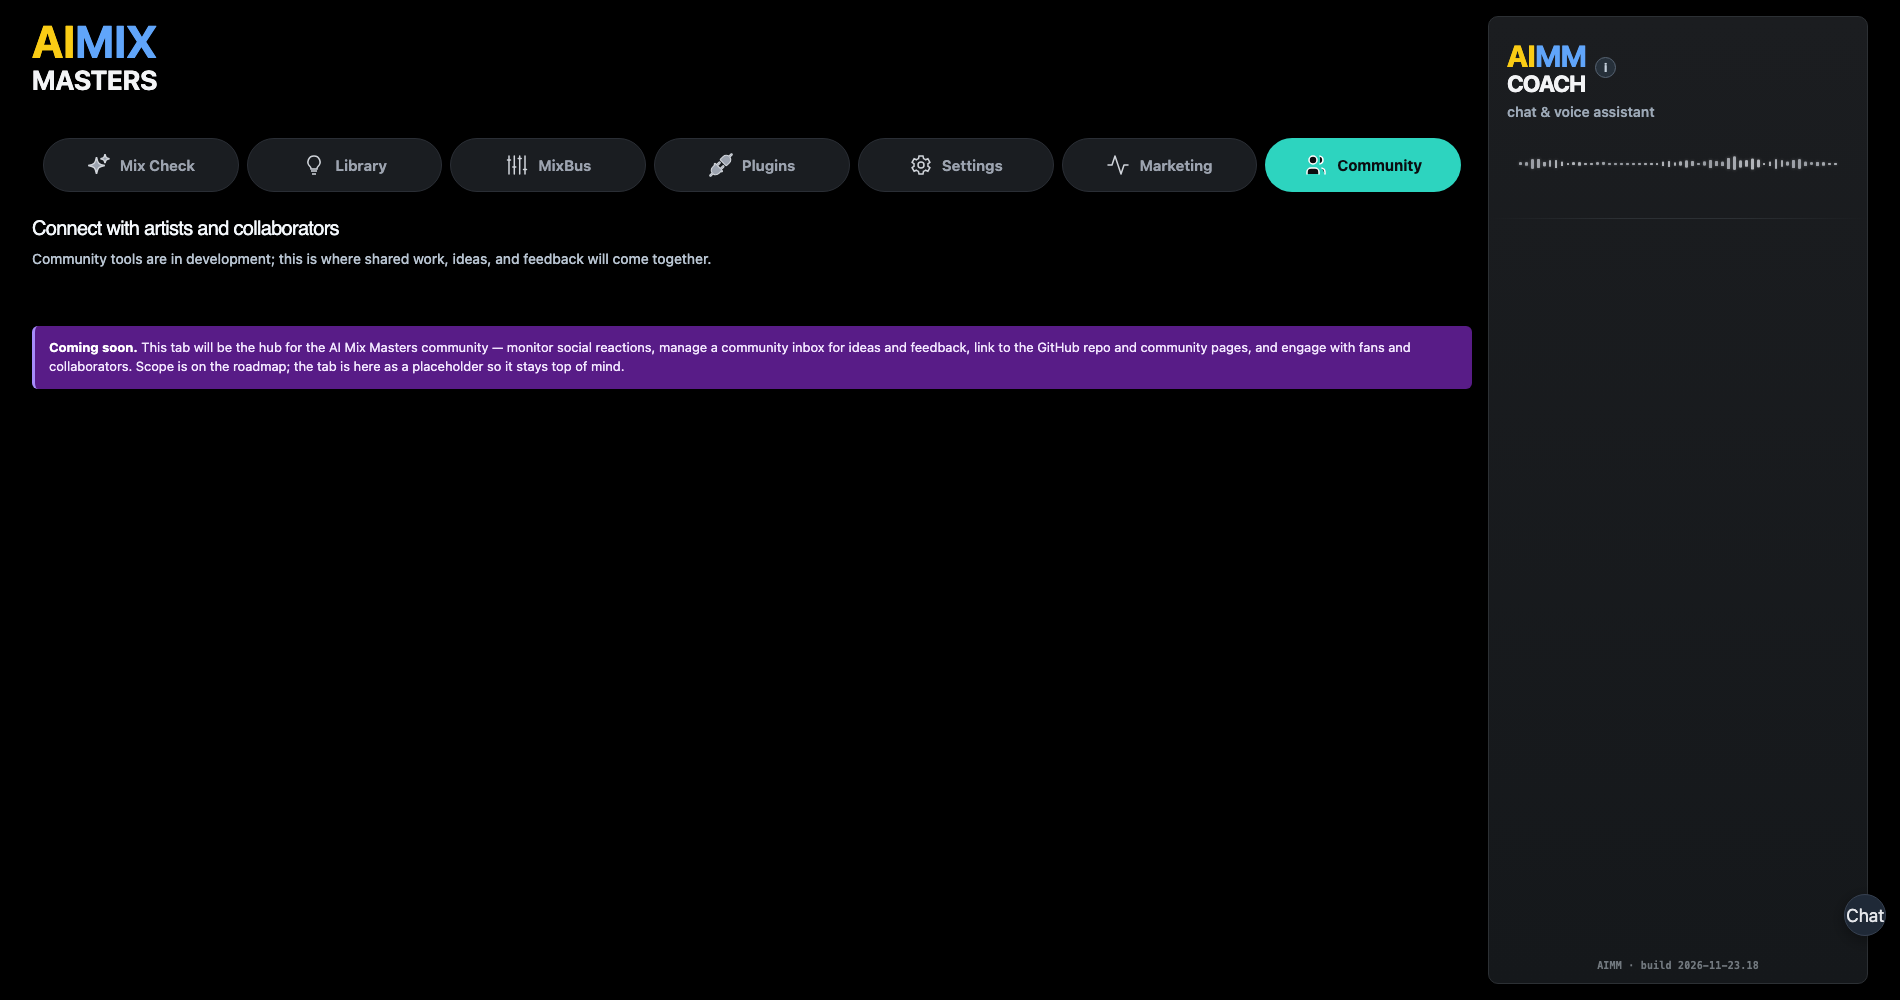 AIMIX
MASTERS
Mix Check
Library
MixBus
Plugins
Settings
Marketing
Community
Connect with artists and collaborators
Community tools are in development; this is where shared work, ideas, and feedback will come together.
Coming soon. This tab will be the hub for the AI Mix Masters community — monitor social reactions, manage a community inbox for ideas and feedback, link to the GitHub repo and community pages, and engage with fans and
collaborators. Scope is on the roadmap; the tab is here as a placeholder so it stays top of mind.
AIMM
COACH
i
chat & voice assistant
Chat
AIMM · build 2026-11-23.18